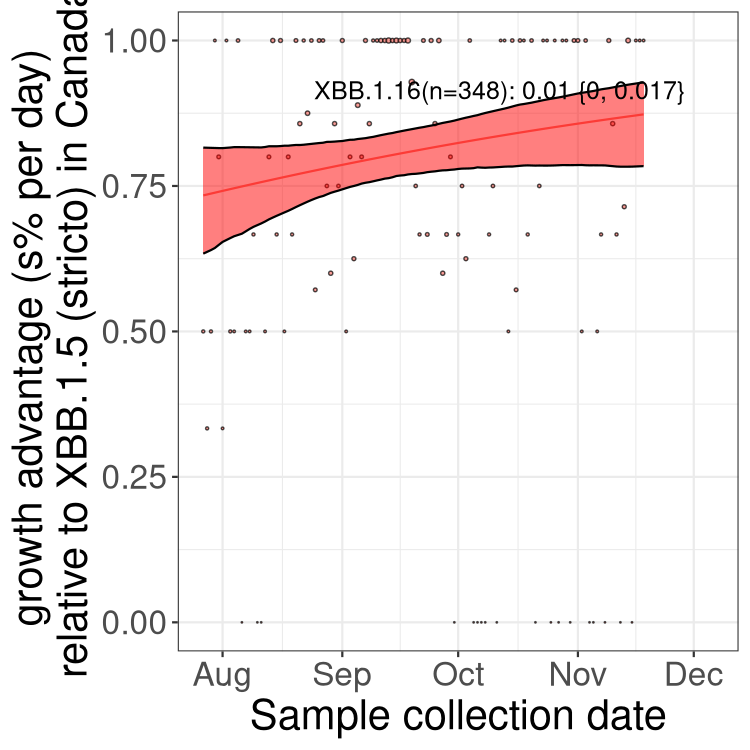 growth advantage (s% per day)
relative to XBB.1.5 (stricto) in Canada
1.00
0.75
0.50
0.25
0.00
XBB.1.16(n=348): 0.01 {0, 0.017}
Aug Sep Oct Nov Dec
Sample collection date